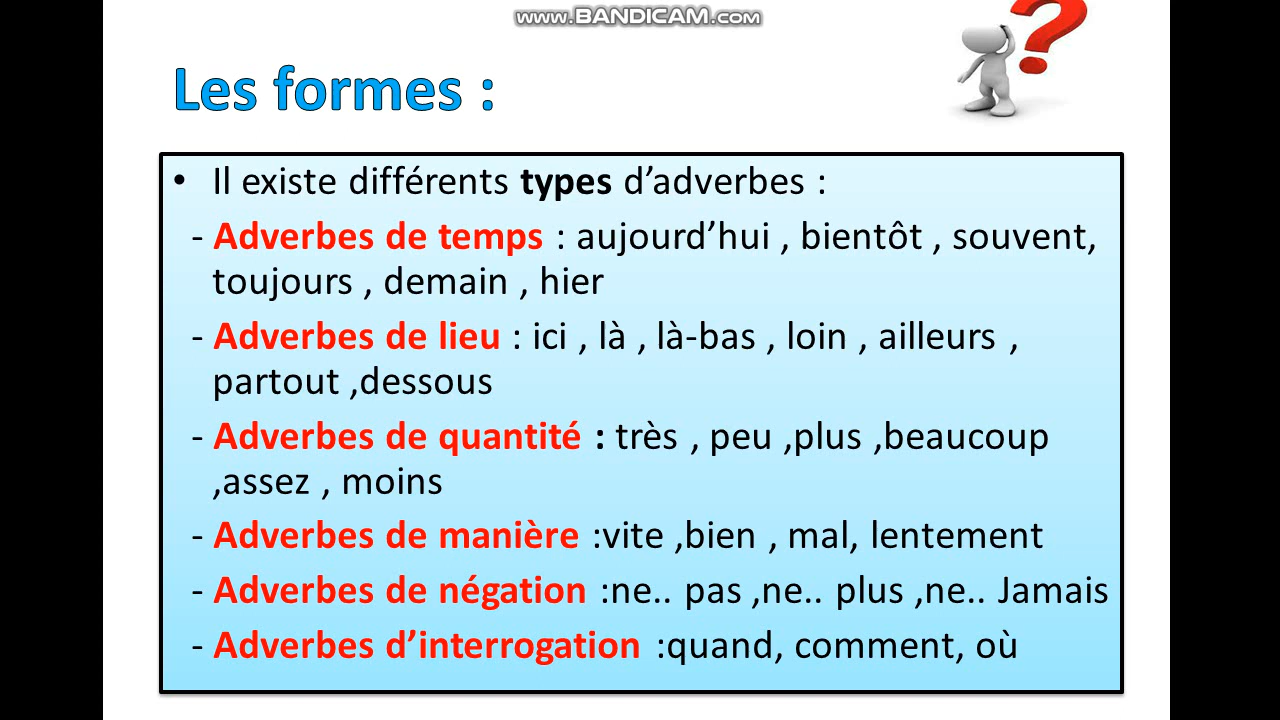 www.BANDICAM.com
Les formes :
• Il existe différents types d’adverbes :
- Adverbes de temps : aujourd’hui , bientôt , souvent,
toujours , demain , hier
- Adverbes de lieu : ici , là , là-bas , loin , ailleurs ,
partout ,dessous
- Adverbes de quantité : très , peu ,plus ,beaucoup
,assez , moins
- Adverbes de manière :vite ,bien , mal, lentement
- Adverbes de négation :ne.. pas ,ne.. plus ,ne.. Jamais
- Adverbes d’interrogation :quand, comment, où